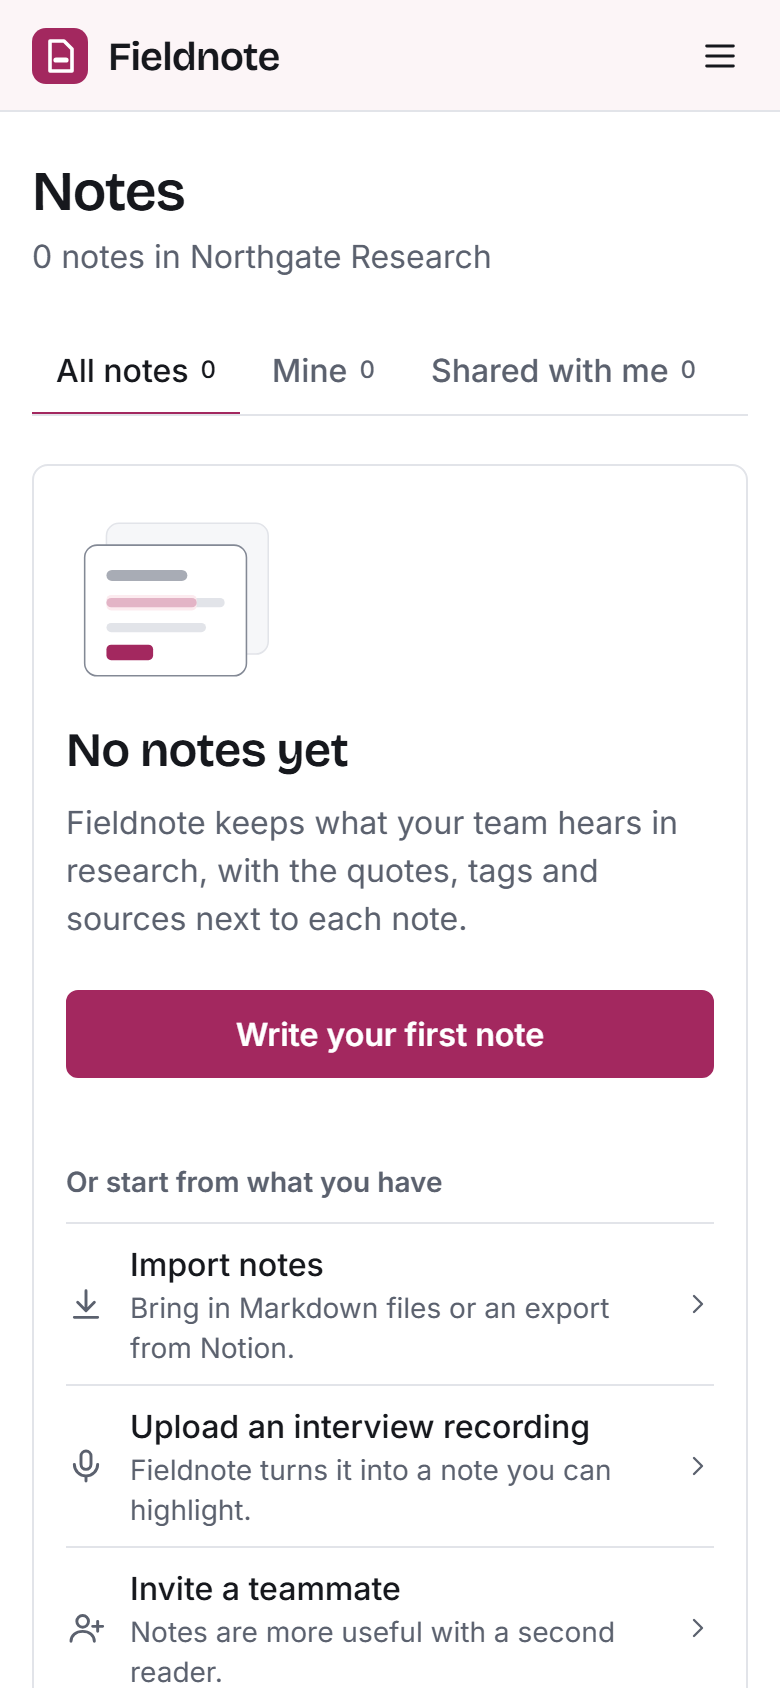 Fieldnote
Notes
0 notes in Northgate Research
All notes 0 Mine 0 Shared with me 0
No notes yet
Fieldnote keeps what your team hears in
research, with the quotes, tags and
sources next to each note.
Write your first note
Or start from what you have
Import notes
Bring in Markdown files or an export
from Notion.
Upload an interview recording
Fieldnote turns it into a note you can
highlight.
Invite a teammate
Notes are more useful with a second
reader.